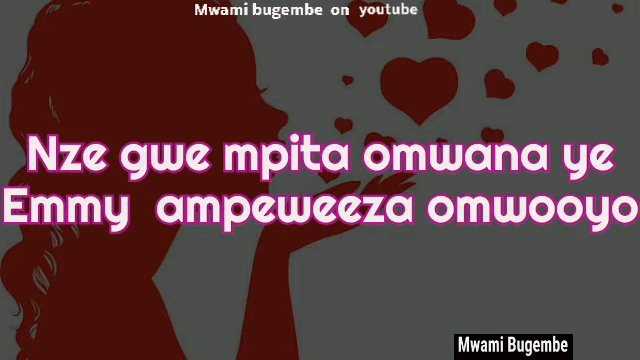 Mwami bugembe on youtube
Nze gwe mpita omwana ye
Emmy ampeweeza omwooyo
Mwami Bugembe